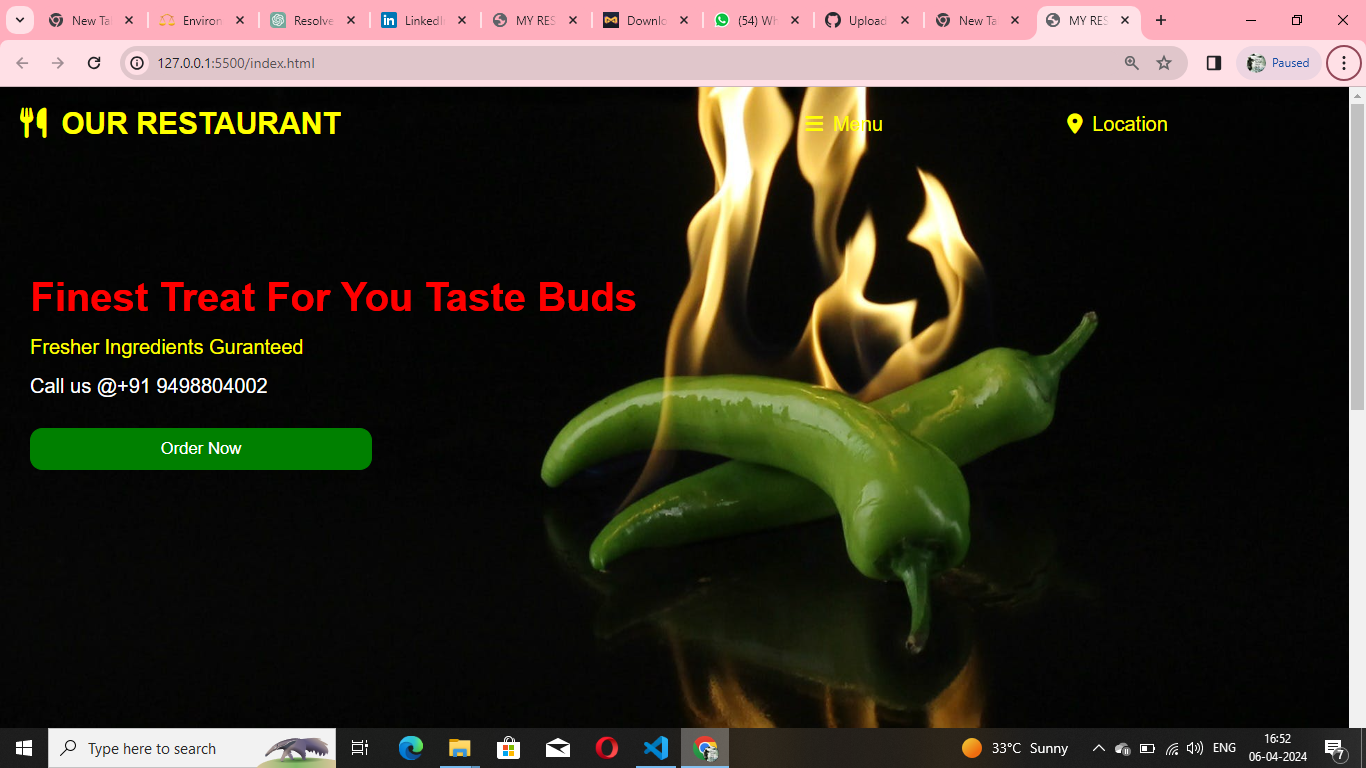 New Ta
Environ
Resolve
LinkedIn
MY RES
Downlo
(54) Wh
Upload
New Ta
MY RES
127.0.0.1:5500/index.html
Paused
OUR RESTAURANT
Menu
Location
Finest Treat For You Taste Buds
Fresher Ingredients Guranteed
Call us @+91 9498804002
Order Now
Type here to search
33°C Sunny
ENG
16:52
06-04-2024
7